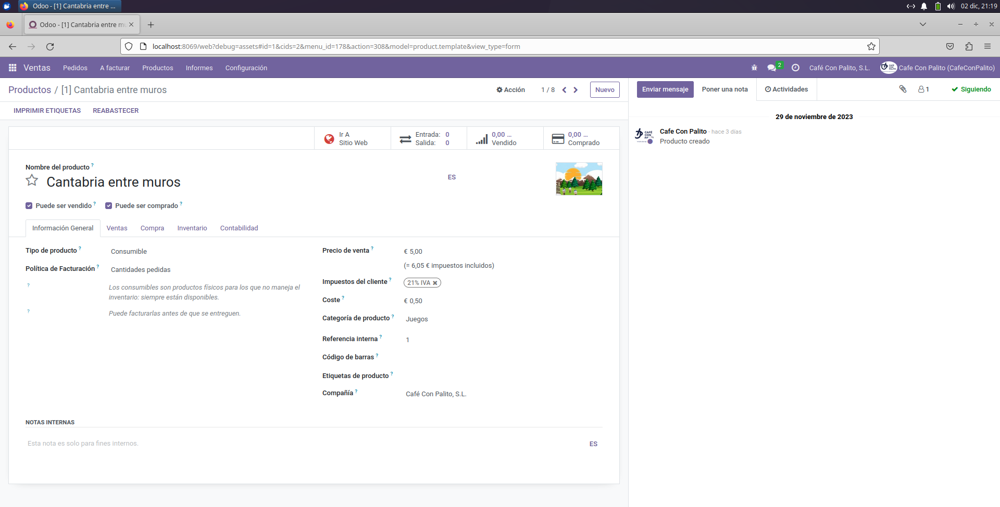 Odoo - [1] Cantabria entre ...
02 dic, 21:19
Odoo - [1] Cantabria entre mu
localhost:8069/web?debug=assets#id=1&cids=2&menu_id=178&action=308&model=product.template&view_type=form
Ventas Pedidos A facturar Productos Informes Configuración
2 Café Con Palito, S.L. Cafe Con Palito (CafeConPalito)
Productos / [1] Cantabria entre muros
Acción 1 / 8 Nuevo
Enviar mensaje Poner una nota Actividades 1 Siguiendo
IMPRIMIR ETIQUETAS REABASTECER
29 de noviembre de 2023
CAFÉ CON
Cafe Con Palito - hace 3 días
Producto creado
Ir A
Sitio Web
Entrada: 0
Salida: 0
0,00 ...
Vendido
0,00 ...
Comprado
Nombre del producto ?
Cantabria entre muros
ES
Puede ser vendido ? Puede ser comprado ?
Información General Ventas Compra Inventario Contabilidad
Tipo de producto ? Consumible
Política de Facturación ? Cantidades pedidas
? Los consumibles son productos físicos para los que no maneja el
inventario: siempre están disponibles.
? Puede facturarlas antes de que se entreguen.
Precio de venta ? € 5,00
(= 6,05 € impuestos incluidos)
Impuestos del cliente ? 21% IVA
Coste ? € 0,50
Categoría de producto ? Juegos
Referencia interna ? 1
Código de barras ?
Etiquetas de producto ?
Compañía ? Café Con Palito, S.L.
NOTAS INTERNAS
Esta nota es solo para fines internos.
ES